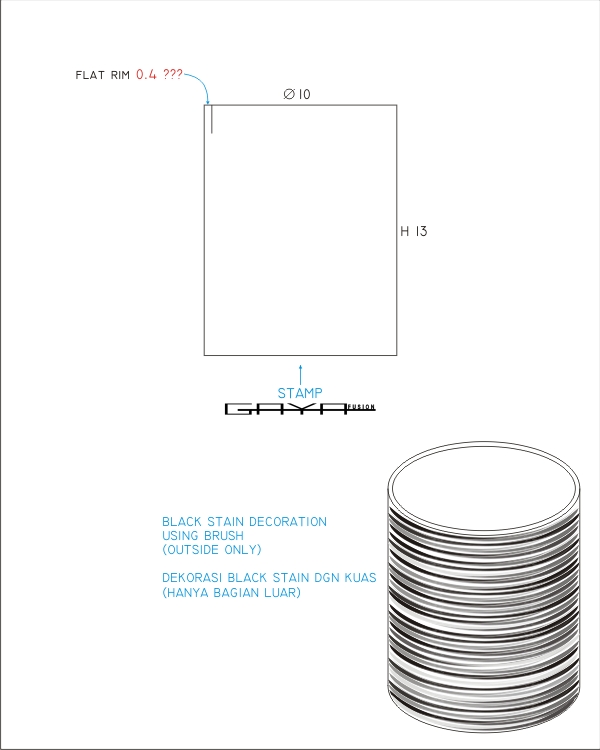 FLAT RIM 0.4 ???
Ø 10
H 13
STAMP
GAYA FUSION
BLACK STAIN DECORATION
USING BRUSH
(OUTSIDE ONLY)
DEKORASI BLACK STAIN DGN KUAS
(HANYA BAGIAN LUAR)